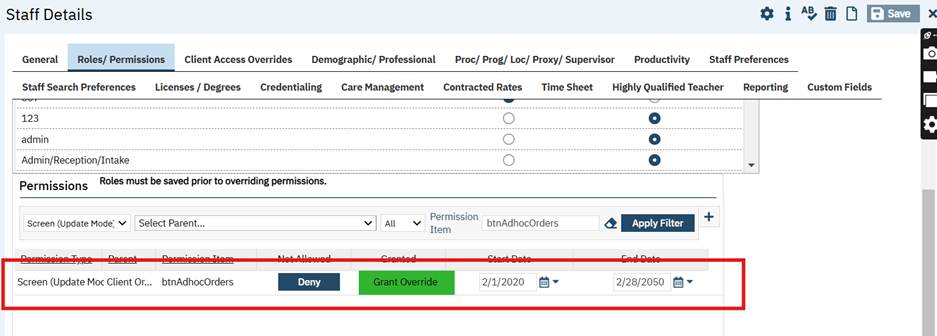 Staff Details
Save
General Roles/ Permissions Client Access Overrides Demographic/ Professional Proc/ Prog/ Loc/ Proxy/ Supervisor Productivity Staff Preferences
Staff Search Preferences Licenses / Degrees Credentialing Care Management Contracted Rates Time Sheet Highly Qualified Teacher Reporting Custom Fields
123
admin
Admin/Reception/Intake
Permissions Roles must be saved prior to overriding permissions.
Screen (Update Mode) Select Parent... All Permission Item btnAdhocOrders Apply Filter
Permission Type Parent Permission Item Not Allowed Granted Start Date End Date
Screen (Update Moc Client Or... btnAdhocOrders Deny Grant Override 2/1/2020 2/28/2050